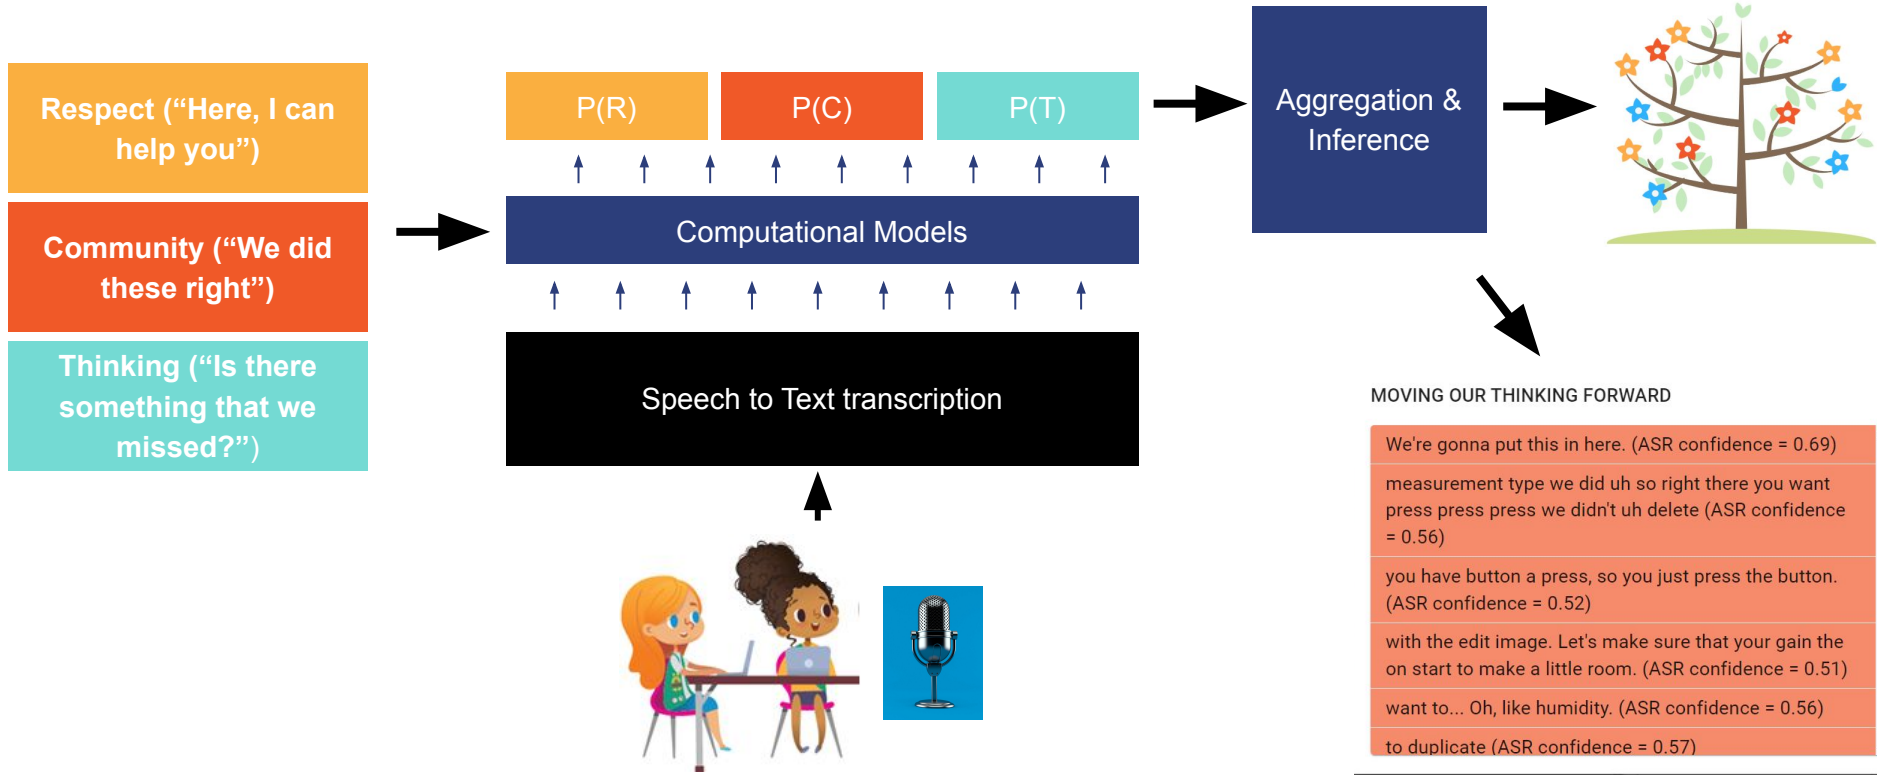 Respect (“Here, I can
help you”)
Community (“We did
these right”)
Thinking (“Is there
something that we
missed?”)
P(R)
P(C)
P(T)
Computational Models
Speech to Text transcription
Aggregation &
Inference
MOVING OUR THINKING FORWARD
We're gonna put this in here. (ASR confidence = 0.69)
measurement type we did uh so right there you want
press press press we didn't uh delete (ASR confidence
= 0.56)
you have button a press, so you just press the button.
(ASR confidence = 0.52)
with the edit image. Let's make sure that your gain the
on start to make a little room. (ASR confidence = 0.51)
want to... Oh, like humidity. (ASR confidence = 0.56)
to duplicate (ASR confidence = 0.57)